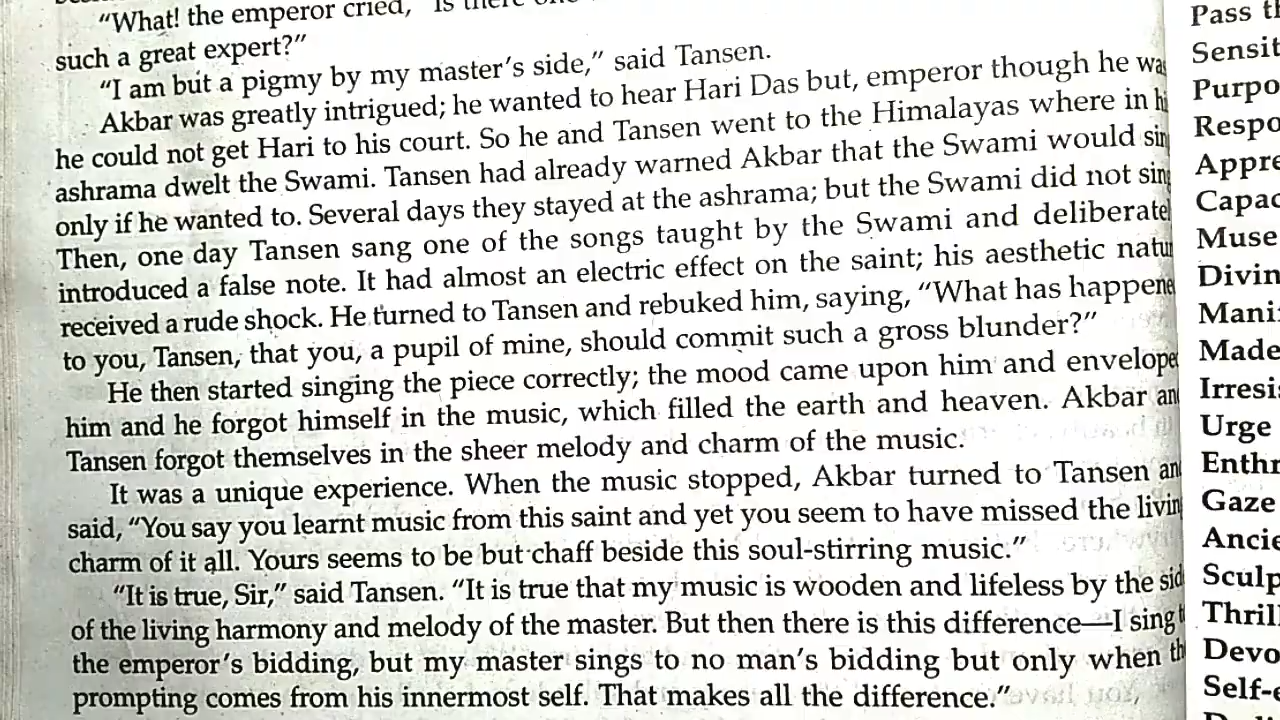 "What! the emperor cried, "Is there one
such a great expert?"
"I am but a pigmy by my master's side," said Tansen.
Akbar was greatly intrigued; he wanted to hear Hari Das but, emperor though he was
he could not get Hari to his court. So he and Tansen went to the Himalayas where in hi
ashrama dwelt the Swami. Tansen had already warned Akbar that the Swami would sing
only if he wanted to. Several days they stayed at the ashrama; but the Swami did not sing
Then, one day Tansen sang one of the songs taught by the Swami and deliberatel
introduced a false note. It had almost an electric effect on the saint; his aesthetic natur
received a rude shock. He turned to Tansen and rebuked him, saying, "What has happene
to you, Tansen, that you, a pupil of mine, should commit such a gross blunder?"
He then started singing the piece correctly; the mood came upon him and enveloped
him and he forgot himself in the music, which filled the earth and heaven. Akbar and
Tansen forgot themselves in the sheer melody and charm of the music.
It was a unique experience. When the music stopped, Akbar turned to Tansen an
said, "You say you learnt music from this saint and yet you seem to have missed the livin
charm of it all. Yours seems to be but chaff beside this soul-stirring music."
"It is true, Sir," said Tansen. "It is true that my music is wooden and lifeless by the sid
of the living harmony and melody of the master. But then there is this difference—I sing t
the emperor's bidding, but my master sings to no man's bidding but only when th
prompting comes from his innermost self. That makes all the difference."
Pass th
Sensit
Purpo
Respo
Appre
Capac
Muse
Divin
Mani
Made
Irresi
Urge
Enthr
Gaze
Ancie
Sculp
Thrill
Devo
Self-